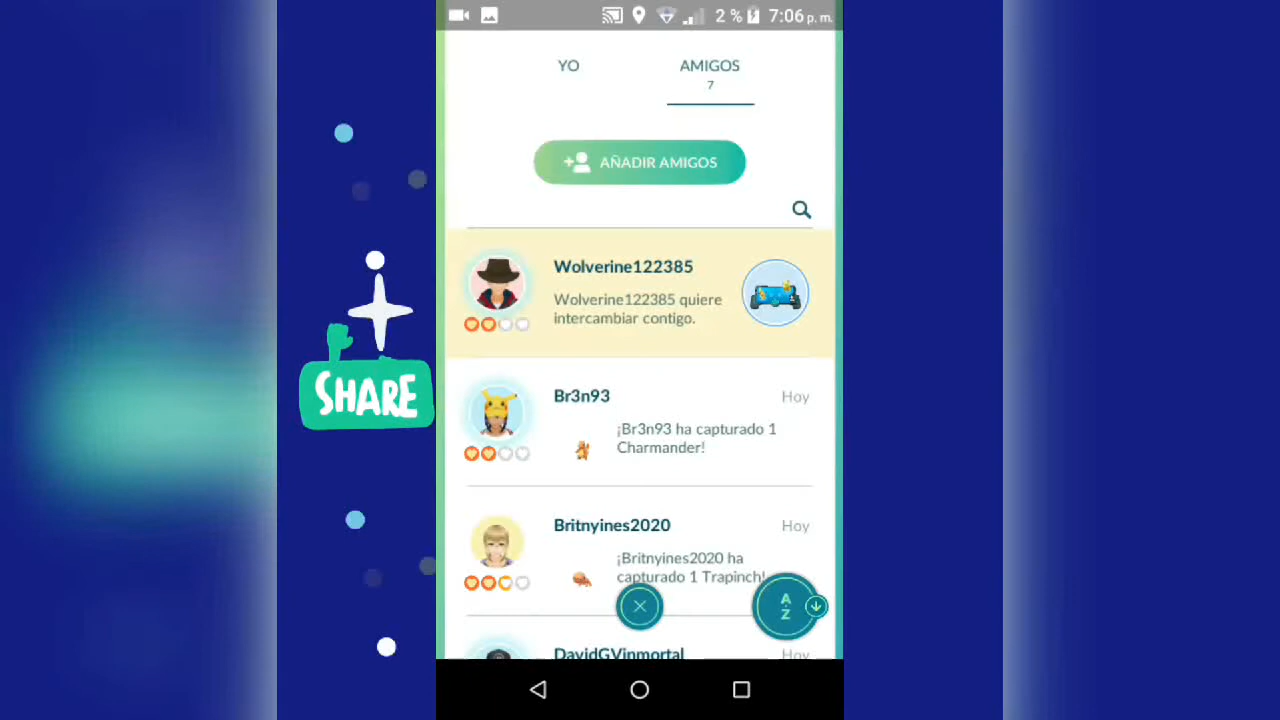 2 % 7:06 p. m.
YO
AMIGOS
7
AÑADIR AMIGOS
Wolverine122385
Wolverine122385 quiere
intercambiar contigo.
Br3n93
Hoy
¡Br3n93 ha capturado 1
Charmander!
SHARE
Britnyines2020
Hoy
¡Britnyines2020 ha
capturado 1 Trapinch!
A
Z
DavidGVinmortal
Hoy